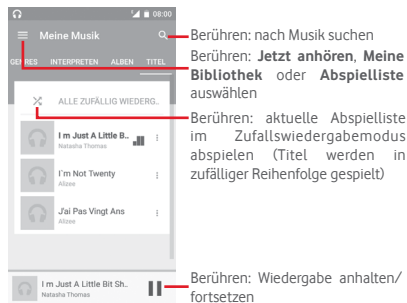 08:00
Meine Musik
GENRES INTERPRETEN ALBEN TITEL
ALLE ZUFÄLLIG WIEDERG..
I m Just A Little B..
Natasha Thomas
I`m Not Twenty
Alizee
J'ai Pas Vingt Ans
Alizee
I m Just A Little Bit Sh..
Natasha Thomas
Berühren: nach Musik suchen
Berühren: Jetzt anhören, Meine
Bibliothek oder Abspielliste
auswählen
Berühren: aktuelle Abspielliste
im Zufallswiedergabemodus
abspielen (Titel werden in
zufälliger Reihenfolge gespielt)
Berühren: Wiedergabe anhalten/
fortsetzen